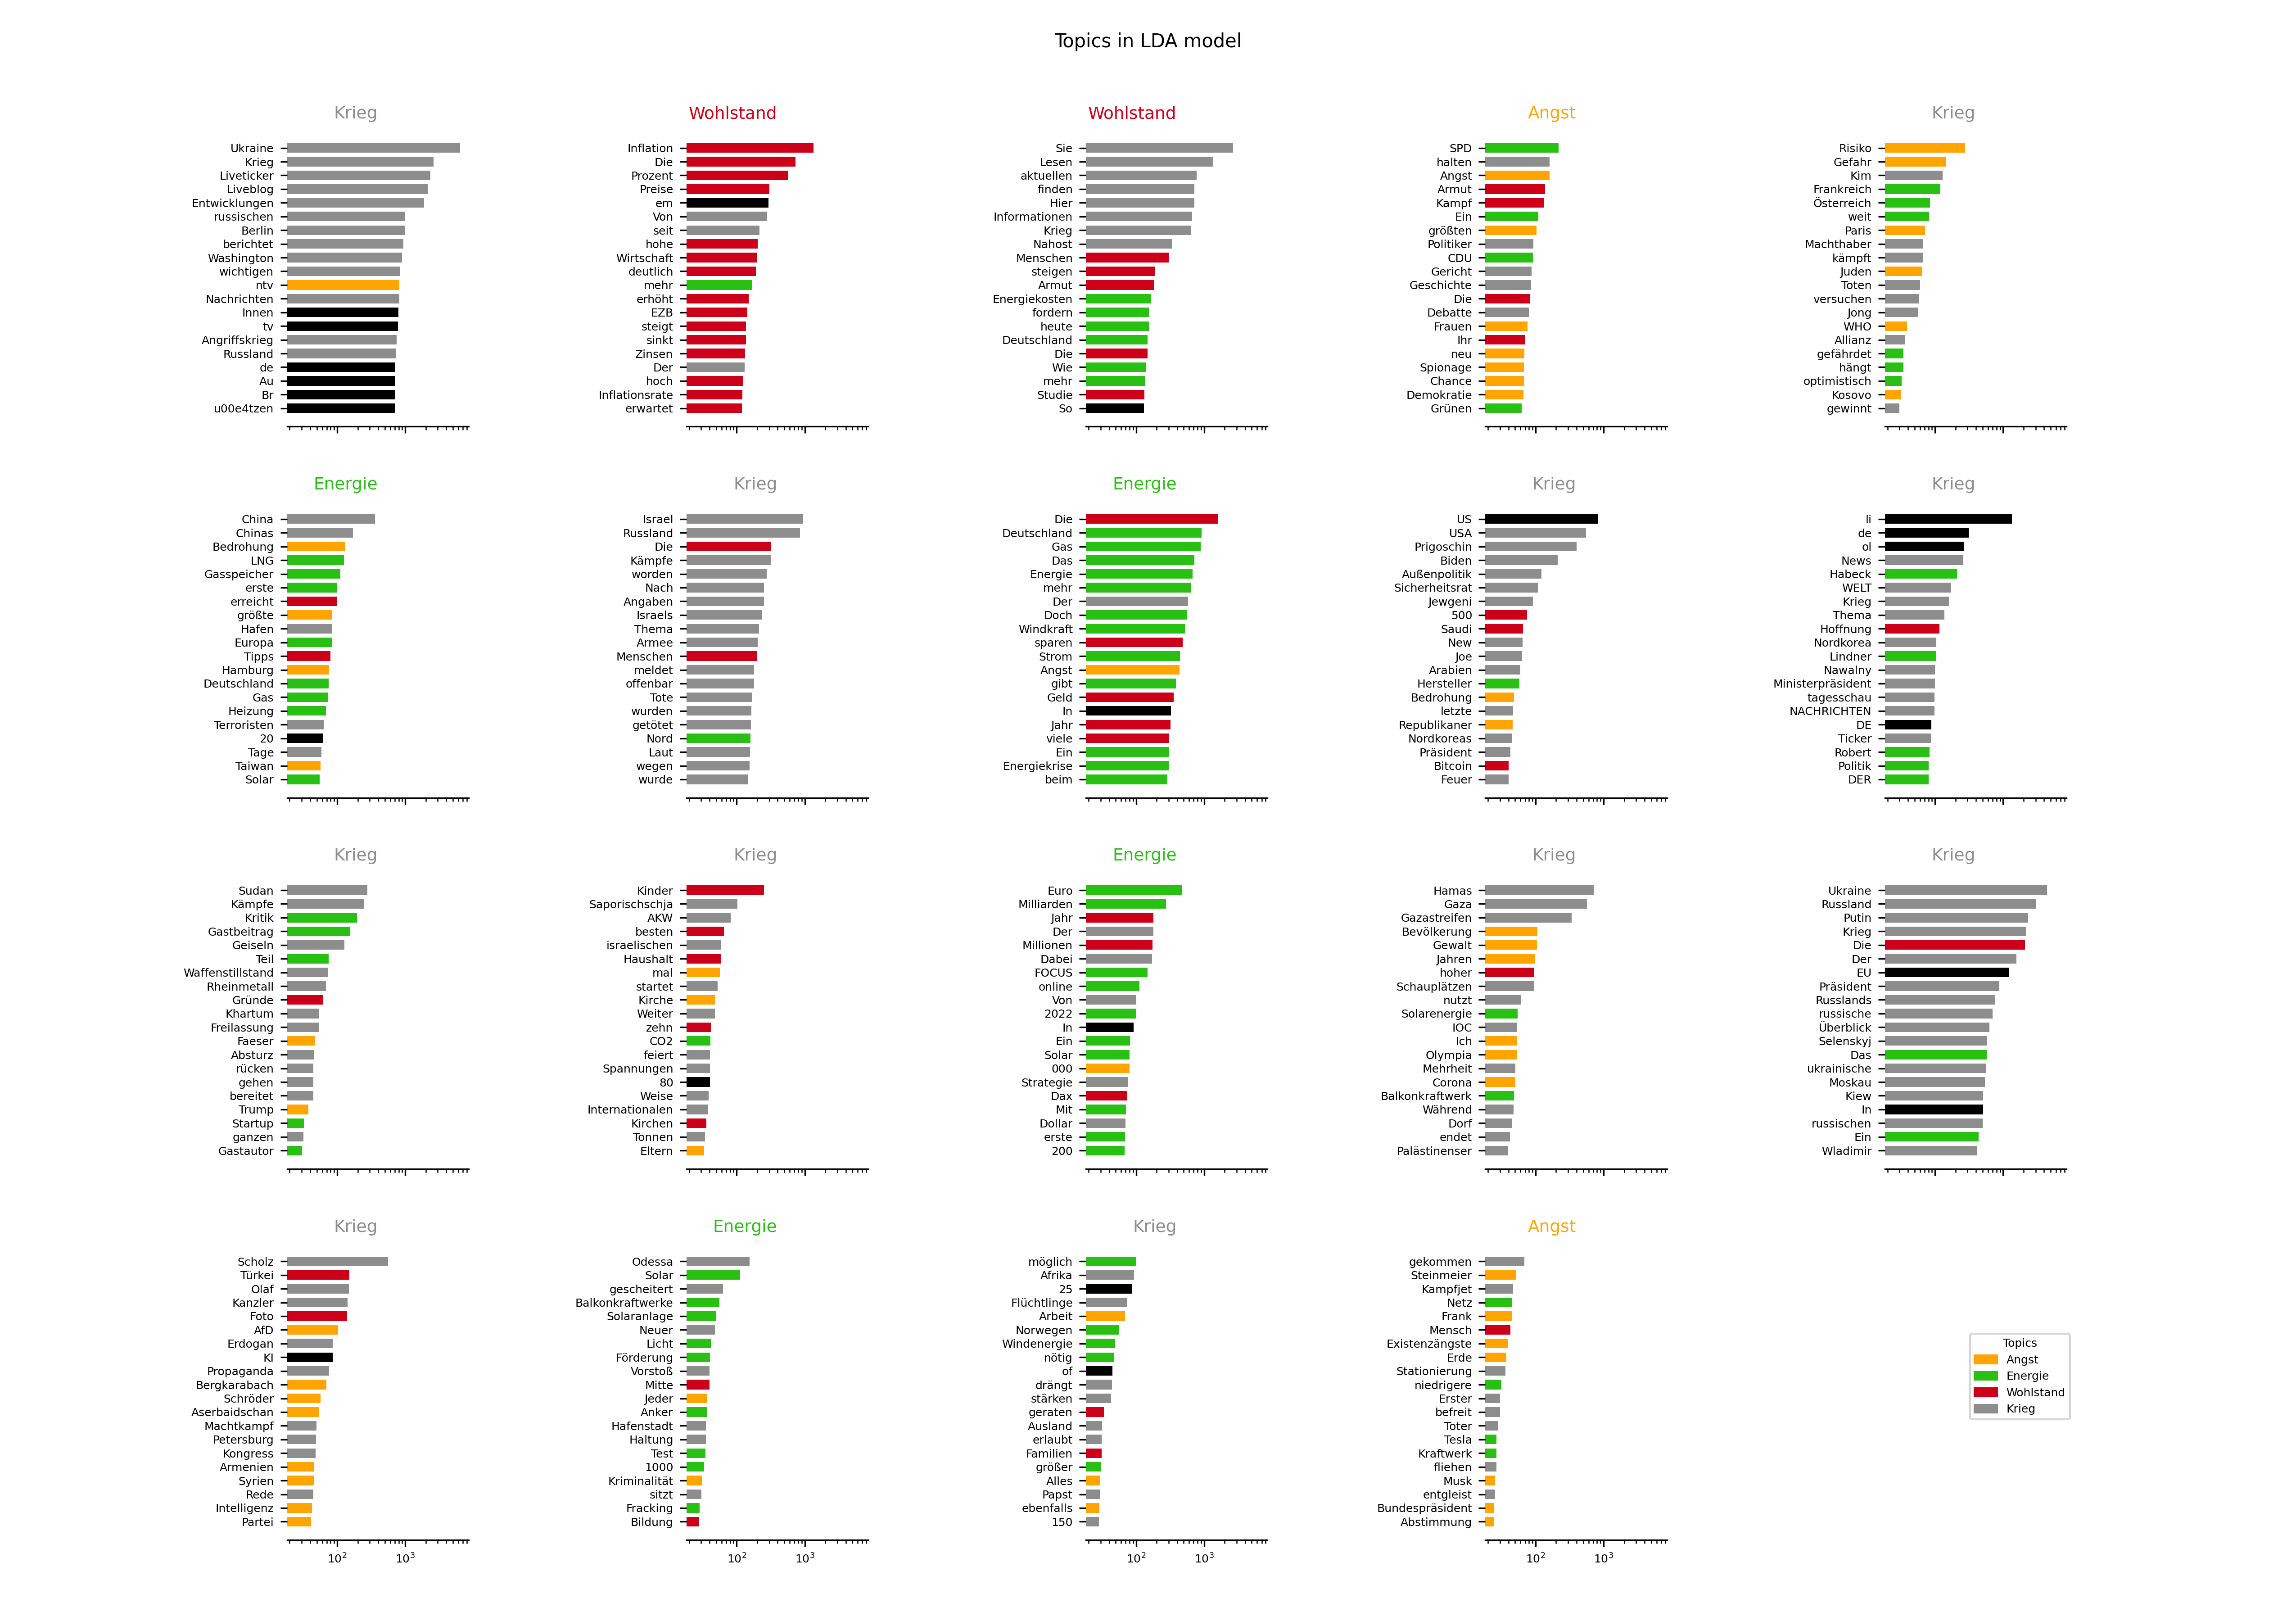 Topics in LDA model
Krieg
Ukraine
Krieg
Liveticker
Liveblog
Entwicklungen
russischen
Berlin
berichtet
Washington
wichtigen
ntv
Nachrichten
Innen
tv
Angriffskrieg
Russland
de
Au
Br
u00e4tzen
Wohlstand
Inflation
Die
Prozent
Preise
em
Von
seit
hohe
Wirtschaft
deutlich
mehr
erhöht
EZB
steigt
sinkt
Zinsen
Der
hoch
Inflationsrate
erwartet
Wohlstand
Sie
Lesen
aktuellen
finden
Hier
Informationen
Krieg
Nahost
Menschen
steigen
Armut
Energiekosten
fordern
heute
Deutschland
Die
Wie
mehr
Studie
So
Angst
SPD
halten
Angst
Armut
Kampf
Ein
größten
Politiker
CDU
Gericht
Geschichte
Die
Debatte
Frauen
Ihr
neu
Spionage
Chance
Demokratie
Grünen
Krieg
Risiko
Gefahr
Kim
Frankreich
Österreich
weit
Paris
Machthaber
kämpft
Juden
Toten
versuchen
Jong
WHO
Allianz
gefährdet
hängt
optimistisch
Kosovo
gewinnt
Energie
China
Chinas
Bedrohung
LNG
Gasspeicher
erste
erreicht
größte
Hafen
Europa
Tipps
Hamburg
Deutschland
Gas
Heizung
Terroristen
20
Tage
Taiwan
Solar
Krieg
Israel
Russland
Die
Kämpfe
worden
Nach
Angaben
Israels
Thema
Armee
Menschen
meldet
offenbar
Tote
wurden
getötet
Nord
Laut
wegen
wurde
Energie
Die
Deutschland
Gas
Das
Energie
mehr
Der
Doch
Windkraft
sparen
Strom
Angst
gibt
Geld
In
Jahr
viele
Ein
Energiekrise
beim
Krieg
US
USA
Prigoschin
Biden
Außenpolitik
Sicherheitsrat
Jewgeni
500
Saudi
New
Joe
Arabien
Hersteller
Bedrohung
letzte
Republikaner
Nordkoreas
Präsident
Bitcoin
Feuer
Krieg
li
de
ol
News
Habeck
WELT
Krieg
Thema
Hoffnung
Nordkorea
Lindner
Nawalny
Ministerpräsident
tagesschau
NACHRICHTEN
DE
Ticker
Robert
Politik
DER
Krieg
Sudan
Kämpfe
Kritik
Gastbeitrag
Geiseln
Teil
Waffenstillstand
Rheinmetall
Gründe
Khartum
Freilassung
Faeser
Absturz
rücken
gehen
bereitet
Trump
Startup
ganzen
Gastautor
Krieg
Kinder
Saporischschja
AKW
besten
israelischen
Haushalt
mal
startet
Kirche
Weiter
zehn
CO2
feiert
Spannungen
80
Weise
Internationalen
Kirchen
Tonnen
Eltern
Energie
Euro
Milliarden
Jahr
Der
Millionen
Dabei
FOCUS
online
Von
2022
In
Ein
Solar
000
Strategie
Dax
Mit
Dollar
erste
200
Krieg
Hamas
Gaza
Gazastreifen
Bevölkerung
Gewalt
Jahren
hoher
Schauplätzen
nutzt
Solarenergie
IOC
Ich
Olympia
Mehrheit
Corona
Balkonkraftwerk
Während
Dorf
endet
Palästinenser
Krieg
Ukraine
Russland
Putin
Krieg
Die
Der
EU
Präsident
Russlands
russische
Überblick
Selenskyj
Das
ukrainische
Moskau
Kiew
In
russischen
Ein
Wladimir
Krieg
Scholz
Türkei
Olaf
Kanzler
Foto
AfD
Erdogan
KI
Propaganda
Bergkarabach
Schröder
Aserbaidschan
Machtkampf
Petersburg
Kongress
Armenien
Syrien
Rede
Intelligenz
Partei
10² 10³
Energie
Odessa
Solar
gescheitert
Balkonkraftwerke
Solaranlage
Neuer
Licht
Förderung
Vorstoß
Mitte
Jeder
Anker
Hafenstadt
Haltung
Test
1000
Kriminalität
sitzt
Fracking
Bildung
10² 10³
Krieg
möglich
Afrika
25
Flüchtlinge
Arbeit
Norwegen
Windenergie
nötig
of
drängt
stärken
geraten
Ausland
erlaubt
Familien
größer
Alles
Papst
ebenfalls
150
10² 10³
Angst
gekommen
Steinmeier
Kampfjet
Netz
Frank
Mensch
Existenzängste
Erde
Stationierung
niedrigere
Erster
befreit
Toter
Tesla
Kraftwerk
fliehen
Musk
entgleist
Bundespräsident
Abstimmung
10² 10³
Topics
Angst
Energie
Wohlstand
Krieg